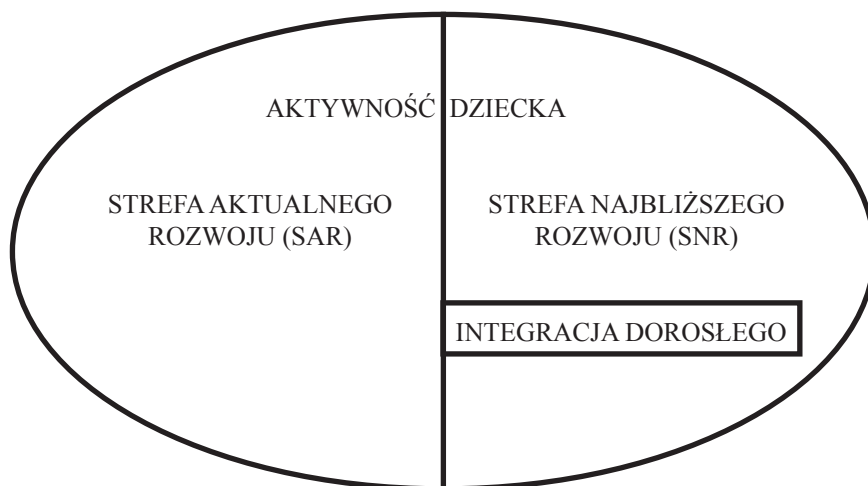 AKTYWNOŚĆ DZIECKA
STREFA AKTUALNEGO
ROZWOJU (SAR)
STREFA NAJBLIŻSZEGO
ROZWOJU (SNR)
INTEGRACJA DOROSŁEGO